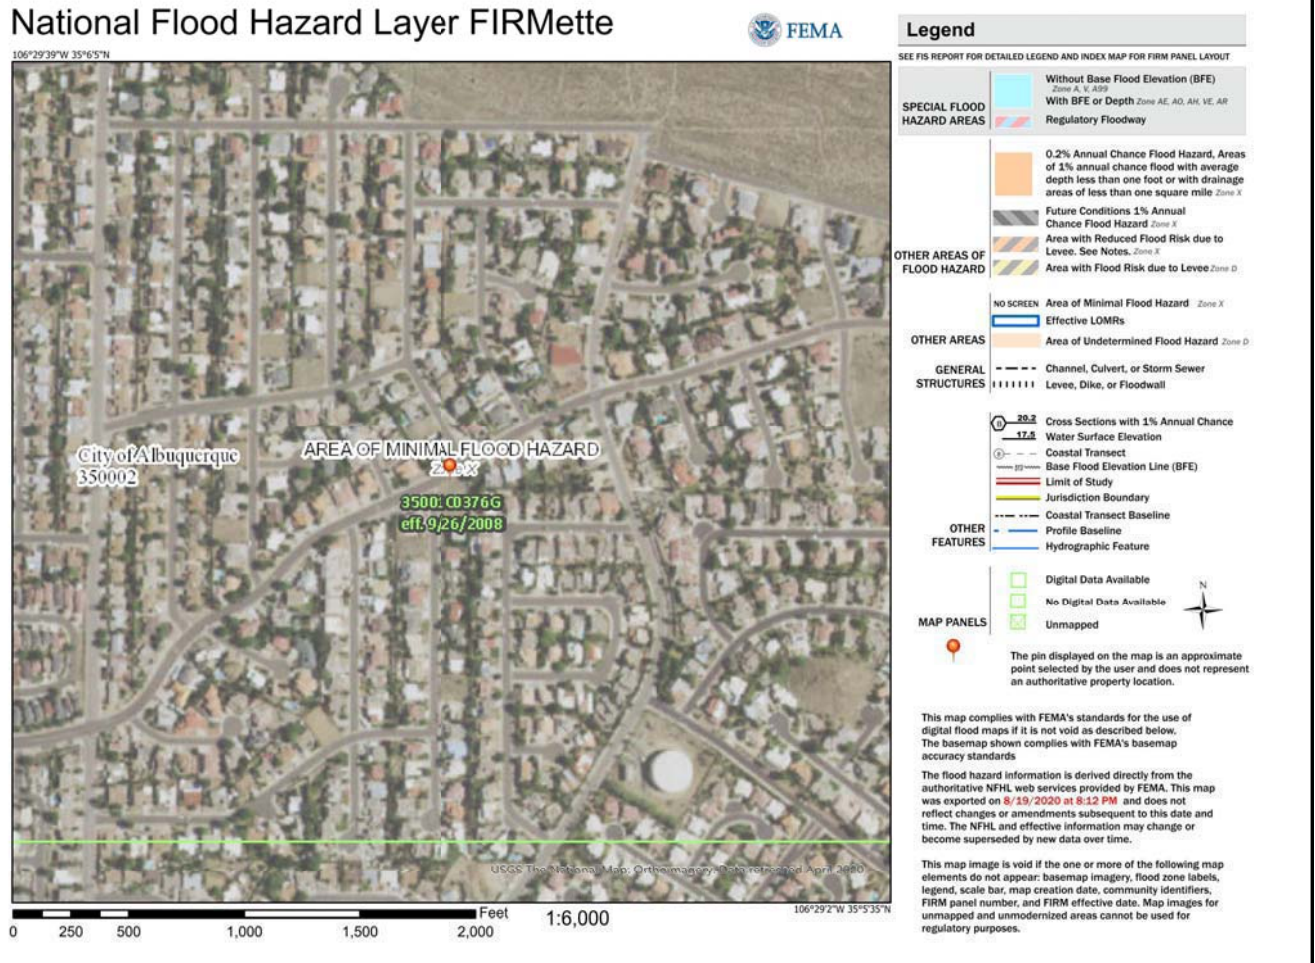 National Flood Hazard Layer FIRMette
FEMA
106°29'39"W 35°6'5"N
City of Albuquerque
350002
AREA OF MINIMAL FLOOD HAZARD
Zone X
35001C0376G
eff. 9/26/2008
USGS The National Map: Orthoimagery. Data refreshed April 2020
106°29'2"W 35°5'35"N
0 250 500 1,000 1,500 2,000
Feet
1:6,000
Legend
SEE FIS REPORT FOR DETAILED LEGEND AND INDEX MAP FOR FIRM PANEL LAYOUT
SPECIAL FLOOD
HAZARD AREAS
Without Base Flood Elevation (BFE)
Zone A, V, A99
With BFE or Depth Zone AE, AO, AH, VE, AR
Regulatory Floodway
0.2% Annual Chance Flood Hazard, Areas
of 1% annual chance flood with average
depth less than one foot or with drainage
areas of less than one square mile Zone X
Future Conditions 1% Annual
Chance Flood Hazard Zone X
Area with Reduced Flood Risk due to
Levee. See Notes. Zone X
Area with Flood Risk due to Levee Zone D
OTHER AREAS OF
FLOOD HAZARD
NO SCREEN Area of Minimal Flood Hazard Zone X
Effective LOMRs
Area of Undetermined Flood Hazard Zone D
OTHER AREAS
GENERAL
STRUCTURES
Channel, Culvert, or Storm Sewer
Levee, Dike, or Floodwall
B 20.2 Cross Sections with 1% Annual Chance
17.5 Water Surface Elevation
Coastal Transect
Base Flood Elevation Line (BFE)
Limit of Study
Jurisdiction Boundary
Coastal Transect Baseline
Profile Baseline
Hydrographic Feature
OTHER
FEATURES
Digital Data Available
No Digital Data Available
Unmapped
MAP PANELS
N
The pin displayed on the map is an approximate
point selected by the user and does not represent
an authoritative property location.
This map complies with FEMA's standards for the use of
digital flood maps if it is not void as described below.
The basemap shown complies with FEMA's basemap
accuracy standards
The flood hazard information is derived directly from the
authoritative NFHL web services provided by FEMA. This map
was exported on 8/19/2020 at 8:12 PM and does not
reflect changes or amendments subsequent to this date and
time. The NFHL and effective information may change or
become superseded by new data over time.
This map image is void if the one or more of the following map
elements do not appear: basemap imagery, flood zone labels,
legend, scale bar, map creation date, community identifiers,
FIRM panel number, and FIRM effective date. Map images for
unmapped and unmodernized areas cannot be used for
regulatory purposes.